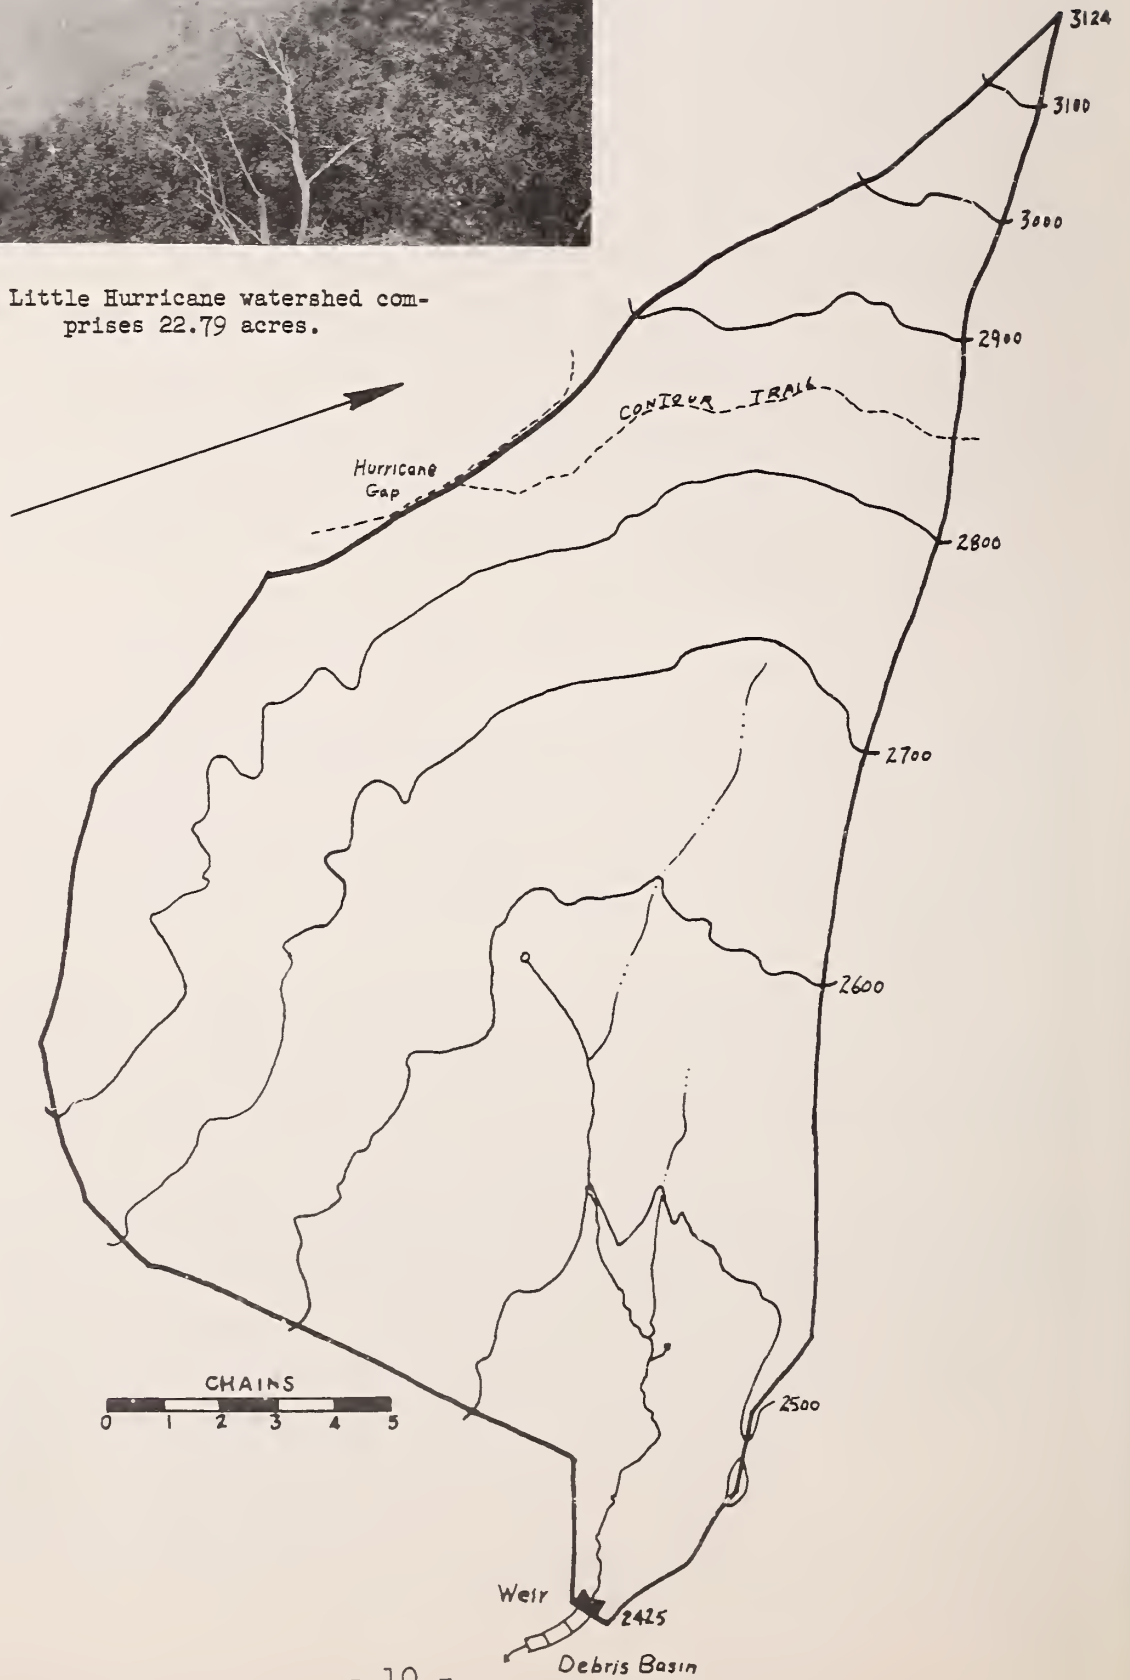 3124
3100
3000
Little Hurricane watershed com-
prises 22.79 acres.
2900
CONTOUR TRAIL
Hurricane
Gap
2800
2700
2600
CHAINS
0 1 2 3 4 5
2500
Weir
2425
Debris Basin
- 10 -